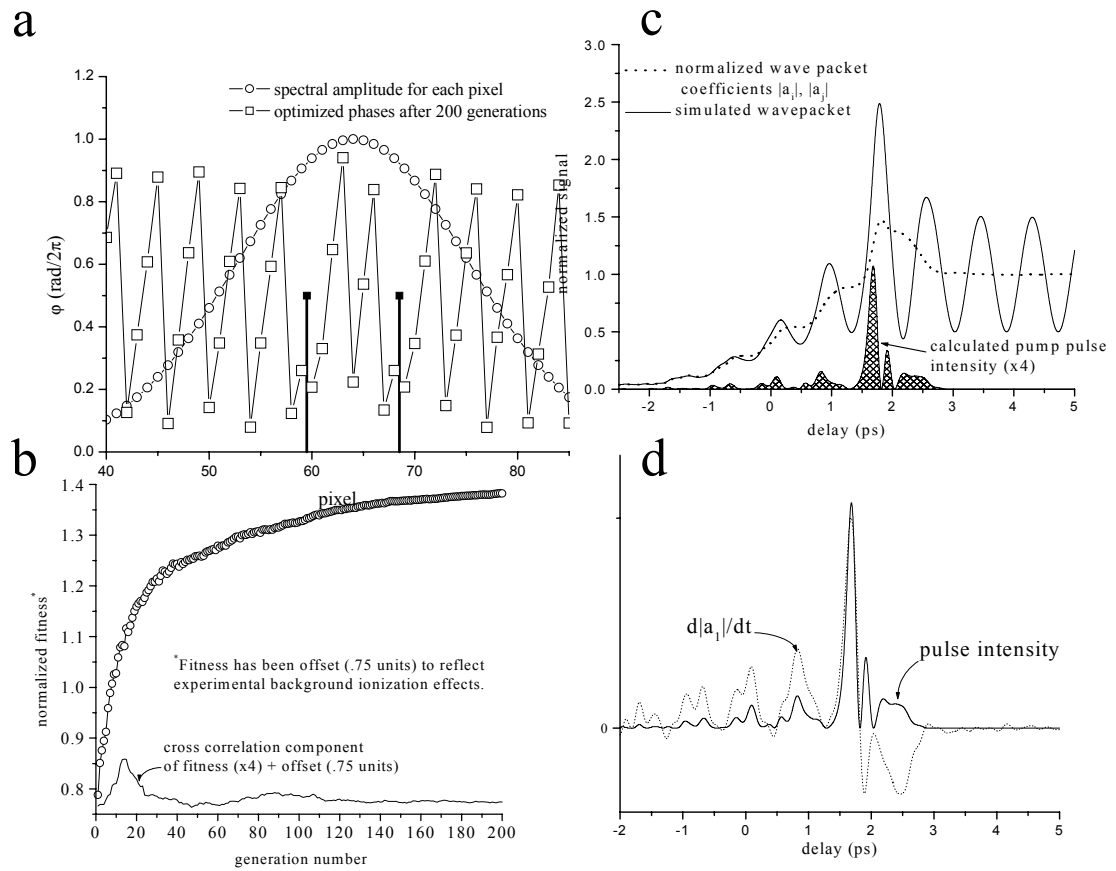 a
1.2
1.0
0.8
0.6
0.4
0.2
0.0
φ (rad/2π)
spectral amplitude for each pixel
optimized phases after 200 generations
40 50 60 70 80
pixel
b
1.4
1.3
1.2
1.1
1.0
0.9
0.8
normalized fitness*
*Fitness has been offset (.75 units) to reflect
experimental background ionization effects.
cross correlation component
of fitness (x4) + offset (.75 units)
0 20 40 60 80 100 120 140 160 180 200
generation number
c
3.0
2.5
2.0
1.5
1.0
0.5
0.0
normalized signal
normalized wave packet
coefficients |aᵢ|, |aⱼ|
simulated wavepacket
calculated pump pulse
intensity (x4)
-2 -1 0 1 2 3 4 5
delay (ps)
d
d|a₁|/dt
pulse intensity
0
-2 -1 0 1 2 3 4 5
delay (ps)